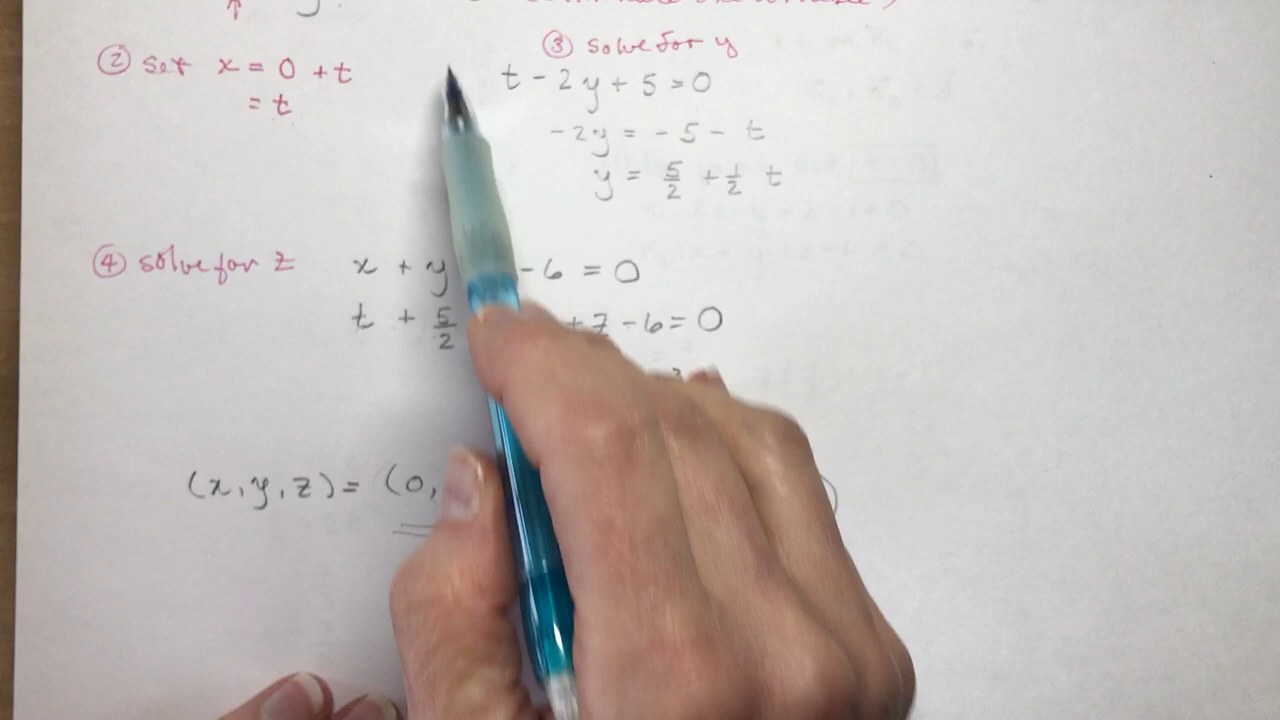 ② set x = 0 + t
= t
③ solve for y
t - 2y + 5 = 0
-2y = -5 - t
y = 5/2 + 1/2 t
④ solve for z x + y - 6 = 0
t + 5/2 + z - 6 = 0
(x, y, z) = (0, )